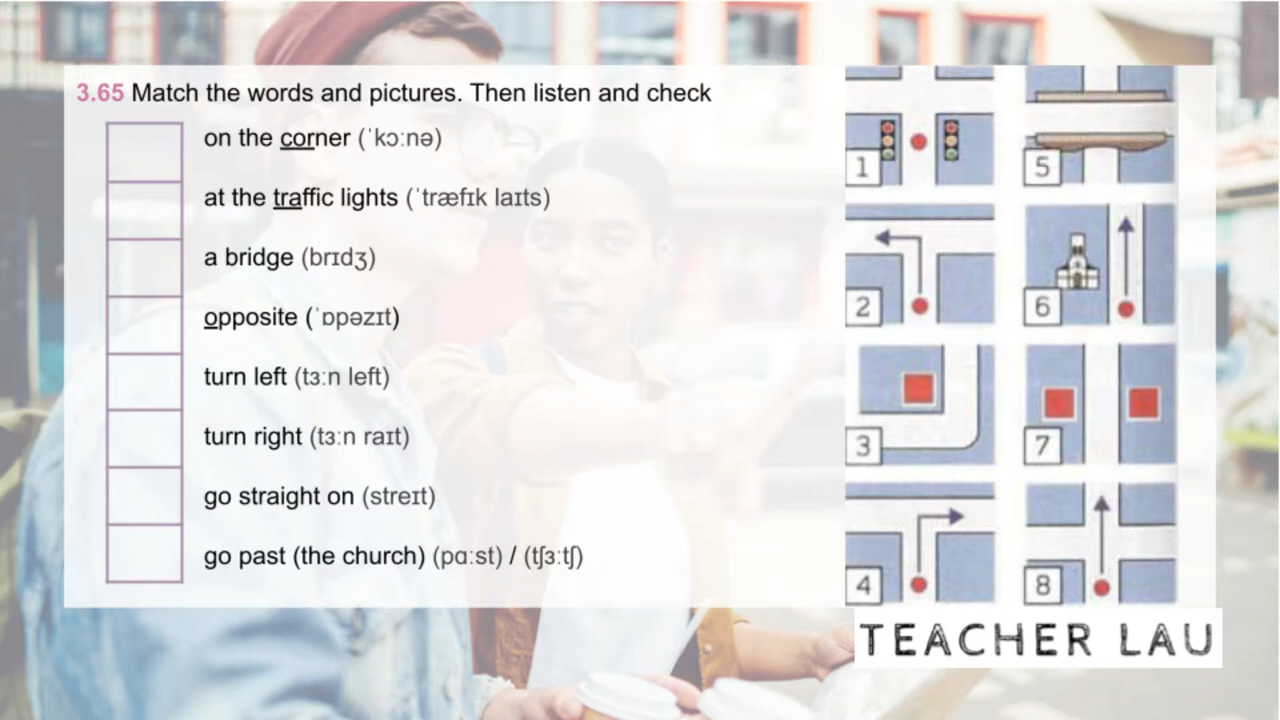 3.65 Match the words and pictures. Then listen and check
on the corner (ˈkɔːnə)
at the traffic lights (ˈtræfɪk laɪts)
a bridge (brɪdʒ)
opposite (ˈɒpəzɪt)
turn left (tɜːn left)
turn right (tɜːn raɪt)
go straight on (streɪt)
go past (the church) (pɑːst) / (tʃɜːtʃ)
1
5
2
6
3
7
4
8
TEACHER LAU